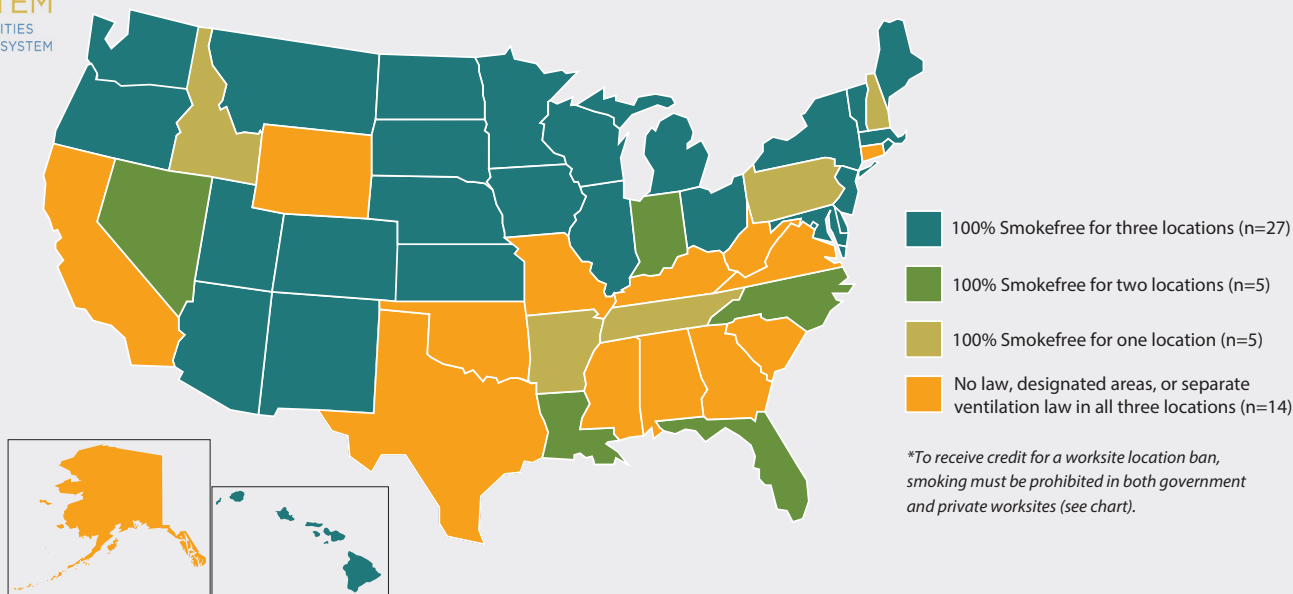 ITIES
SYSTEM
100% Smokefree for three locations (n=27)
100% Smokefree for two locations (n=5)
100% Smokefree for one location (n=5)
No law, designated areas, or separate
ventilation law in all three locations (n=14)
*To receive credit for a worksite location ban,
smoking must be prohibited in both government
and private worksites (see chart).